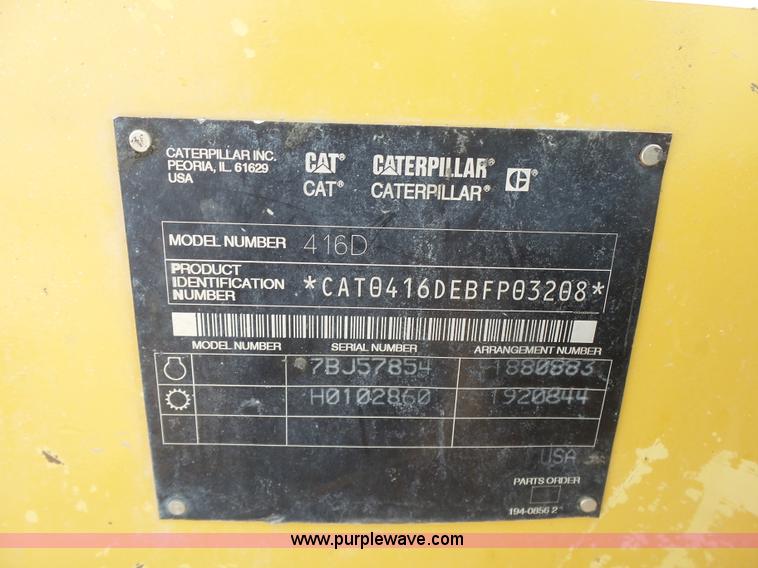 CATERPILLAR INC.
PEORIA, IL 61629
USA
CAT® CATERPILLAR® C®
CAT® CATERPILLAR®
MODEL NUMBER 416D
PRODUCT
IDENTIFICATION
NUMBER
*CAT0416DEBFP03208*
MODEL NUMBER SERIAL NUMBER ARRANGEMENT NUMBER
7BJ57854 1880883
H0102860 1920844
USA
PARTS ORDER
194-0856 2
www.purplewave.com